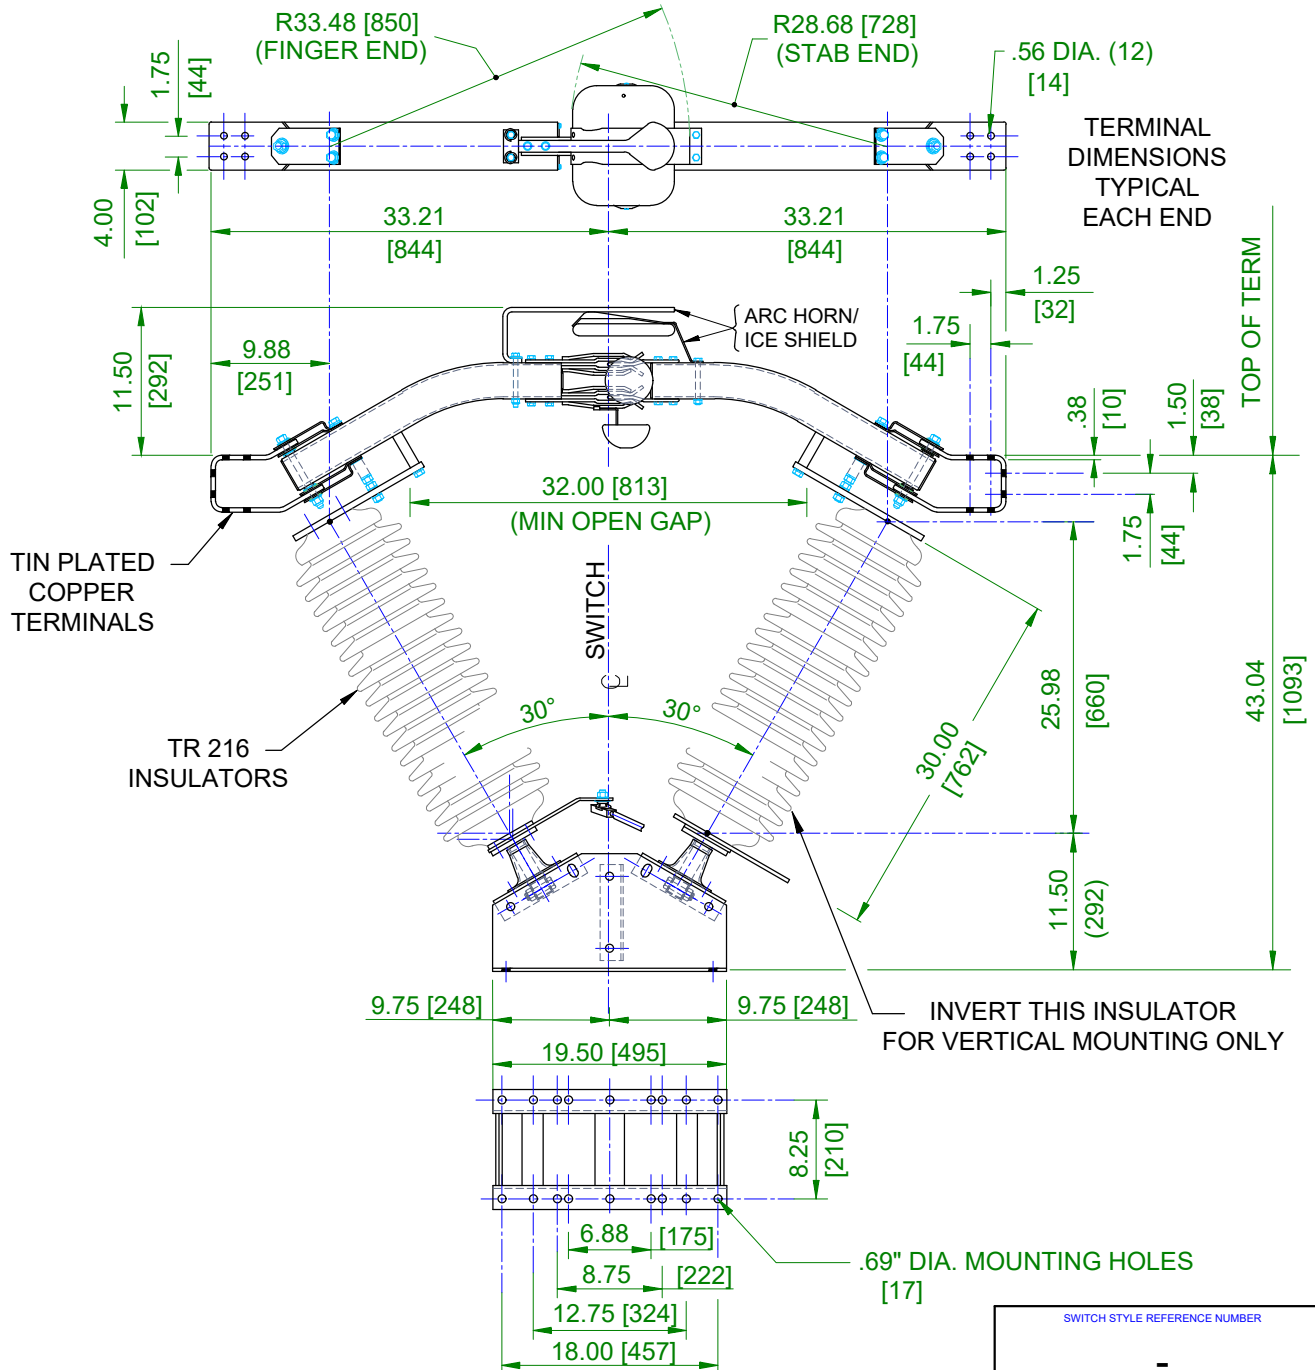 R33.48 [850]
(FINGER END)
R28.68 [728]
(STAB END)
.56 DIA. (12)
[14]
1.75
[44]
4.00
[102]
TERMINAL
DIMENSIONS
TYPICAL
EACH END
33.21
[844]
33.21
[844]
TOP OF TERM
1.25
[32]
ARC HORN/
ICE SHIELD
1.75
[44]
11.50
[292]
9.88
[251]
.38
[10]
1.50
[38]
32.00 [813]
(MIN OPEN GAP)
1.75
[44]
TIN PLATED
COPPER
TERMINALS
SWITCH
CL
25.98
[660]
43.04
[1093]
30°
30°
30.00
[762]
TR 216
INSULATORS
11.50
(292)
9.75 [248]
9.75 [248]
INVERT THIS INSULATOR
FOR VERTICAL MOUNTING ONLY
19.50 [495]
8.25
[210]
6.88 [175]
8.75 [222]
12.75 [324]
18.00 [457]
.69" DIA. MOUNTING HOLES
[17]
SWITCH STYLE REFERENCE NUMBER
-